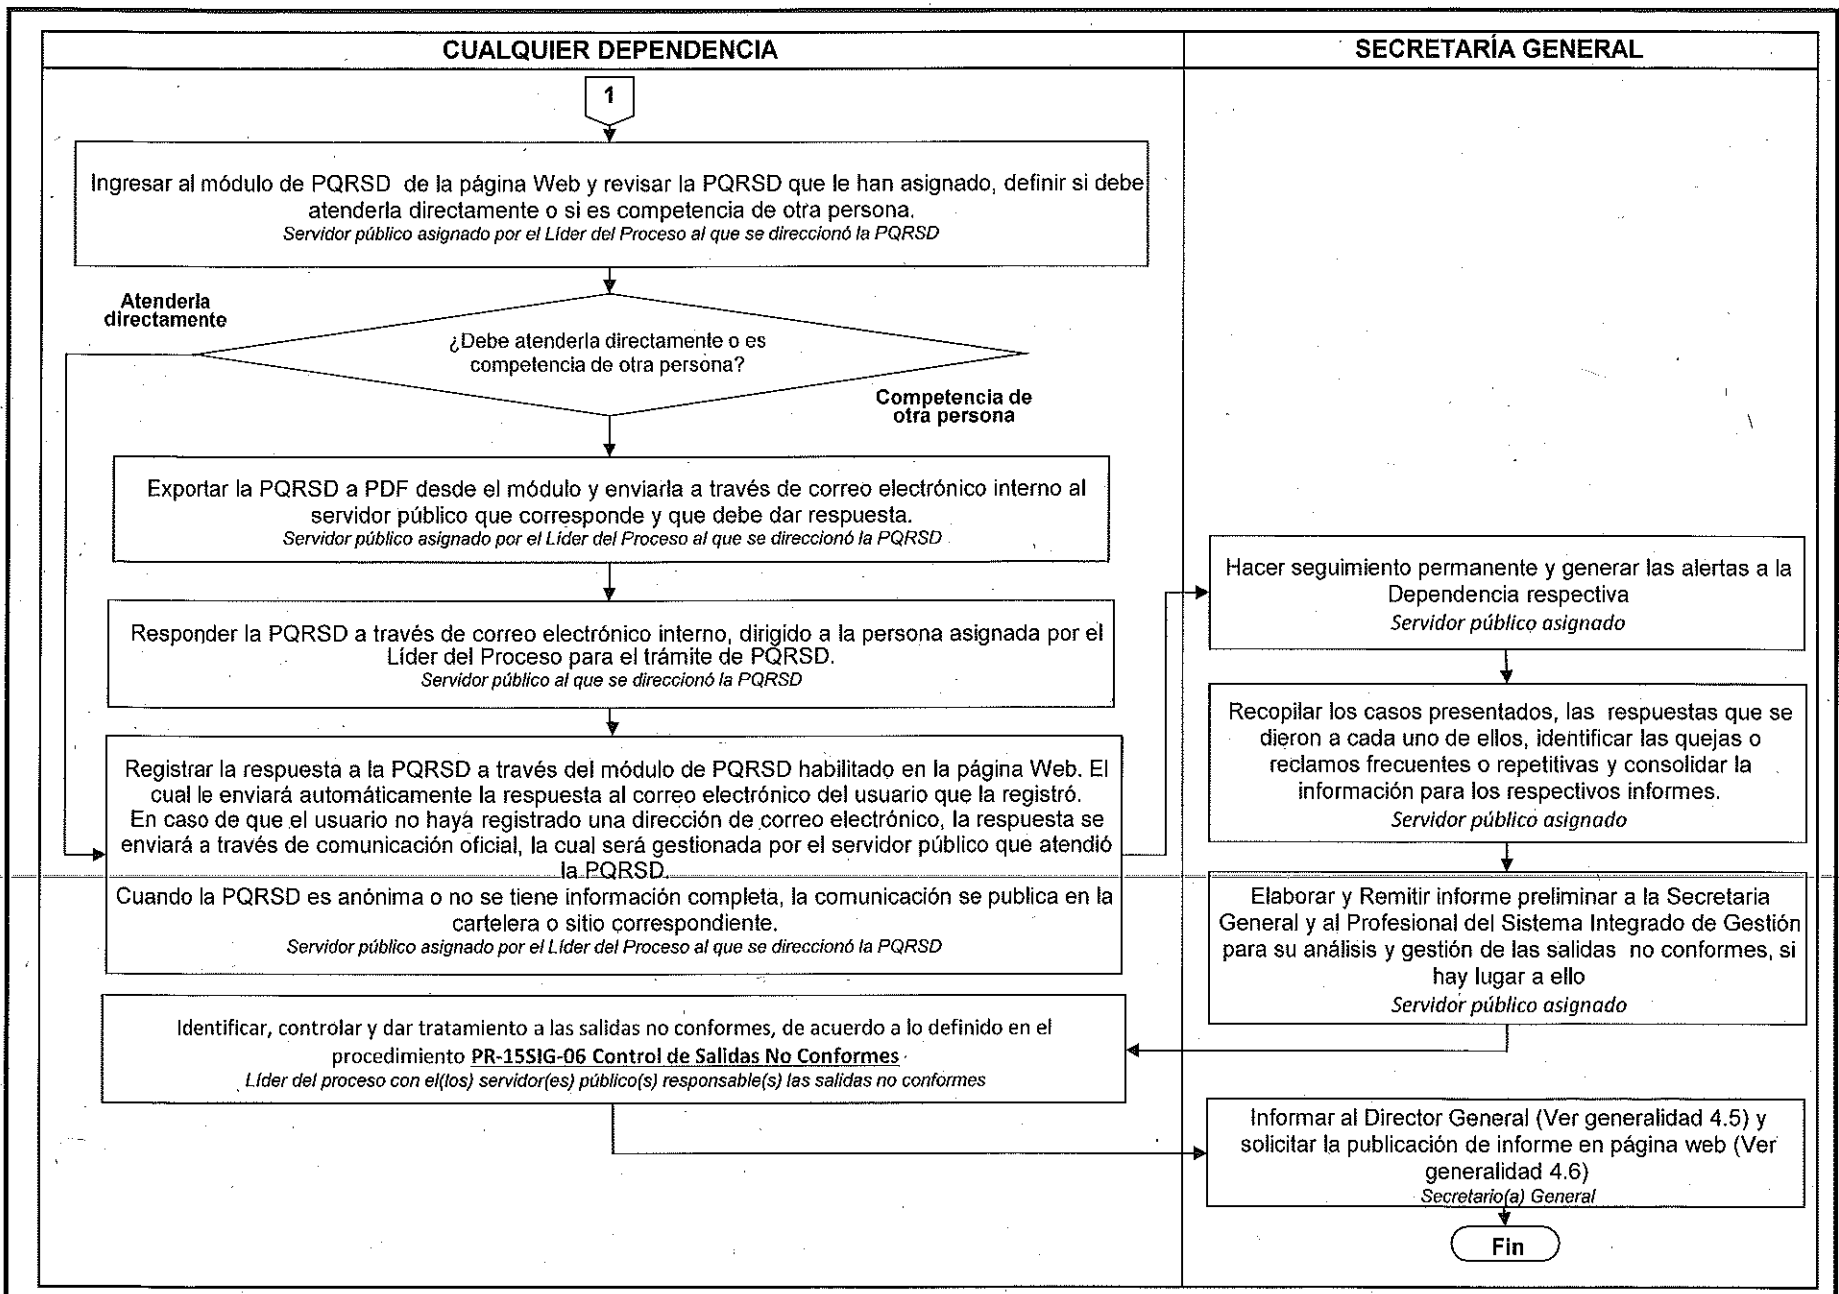 CUALQUIER DEPENDENCIA
SECRETARÍA GENERAL
1
Ingresar al módulo de PQRSD de la página Web y revisar la PQRSD que le han asignado, definir si debe
atenderla directamente o si es competencia de otra persona.
Servidor público asignado por el Líder del Proceso al que se direccionó la PQRSD
Atenderla
directamente
¿Debe atenderla directamente o es
competencia de otra persona?
Competencia de
otra persona
Exportar la PQRSD a PDF desde el módulo y enviarla a través de correo electrónico interno al
servidor público que corresponde y que debe dar respuesta.
Servidor público asignado por el Líder del Proceso al que se direccionó la PQRSD
Responder la PQRSD a través de correo electrónico interno, dirigido a la persona asignada por el
Líder del Proceso para el trámite de PQRSD.
Servidor público al que se direccionó la PQRSD
Registrar la respuesta a la PQRSD a través del módulo de PQRSD habilitado en la página Web. El
cual le enviará automáticamente la respuesta al correo electrónico del usuario que la registró.
En caso de que el usuario no haya registrado una dirección de correo electrónico, la respuesta se
enviará a través de comunicación oficial, la cual será gestionada por el servidor público que atendió
la PQRSD.
Cuando la PQRSD es anónima o no se tiene información completa, la comunicación se publica en la
cartelera o sitio correspondiente.
Servidor público asignado por el Líder del Proceso al que se direccionó la PQRSD
Hacer seguimiento permanente y generar las alertas a la
Dependencia respectiva
Servidor público asignado
Recopilar los casos presentados, las respuestas que se
dieron a cada uno de ellos, identificar las quejas o
reclamos frecuentes o repetitivas y consolidar la
información para los respectivos informes.
Servidor público asignado
Elaborar y Remitir informe preliminar a la Secretaria
General y al Profesional del Sistema Integrado de Gestión
para su análisis y gestión de las salidas no conformes, si
hay lugar a ello
Servidor público asignado
Identificar, controlar y dar tratamiento a las salidas no conformes, de acuerdo a lo definido en el
procedimiento PR-15SIG-06 Control de Salidas No Conformes
Líder del proceso con el(los) servidor(es) público(s) responsable(s) las salidas no conformes
Informar al Director General (Ver generalidad 4.5) y
solicitar la publicación de informe en página web (Ver
generalidad 4.6)
Secretario(a) General
Fin